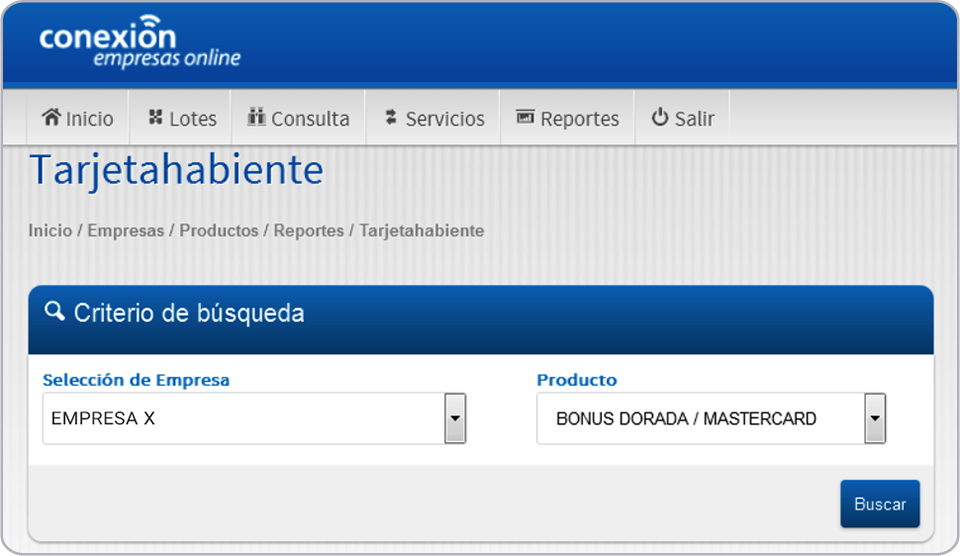 conexión
empresas online
Inicio Lotes Consulta Servicios Reportes Salir
Tarjetahabiente
Inicio / Empresas / Productos / Reportes / Tarjetahabiente
Criterio de búsqueda
Selección de Empresa Producto
EMPRESA X BONUS DORADA / MASTERCARD
Buscar